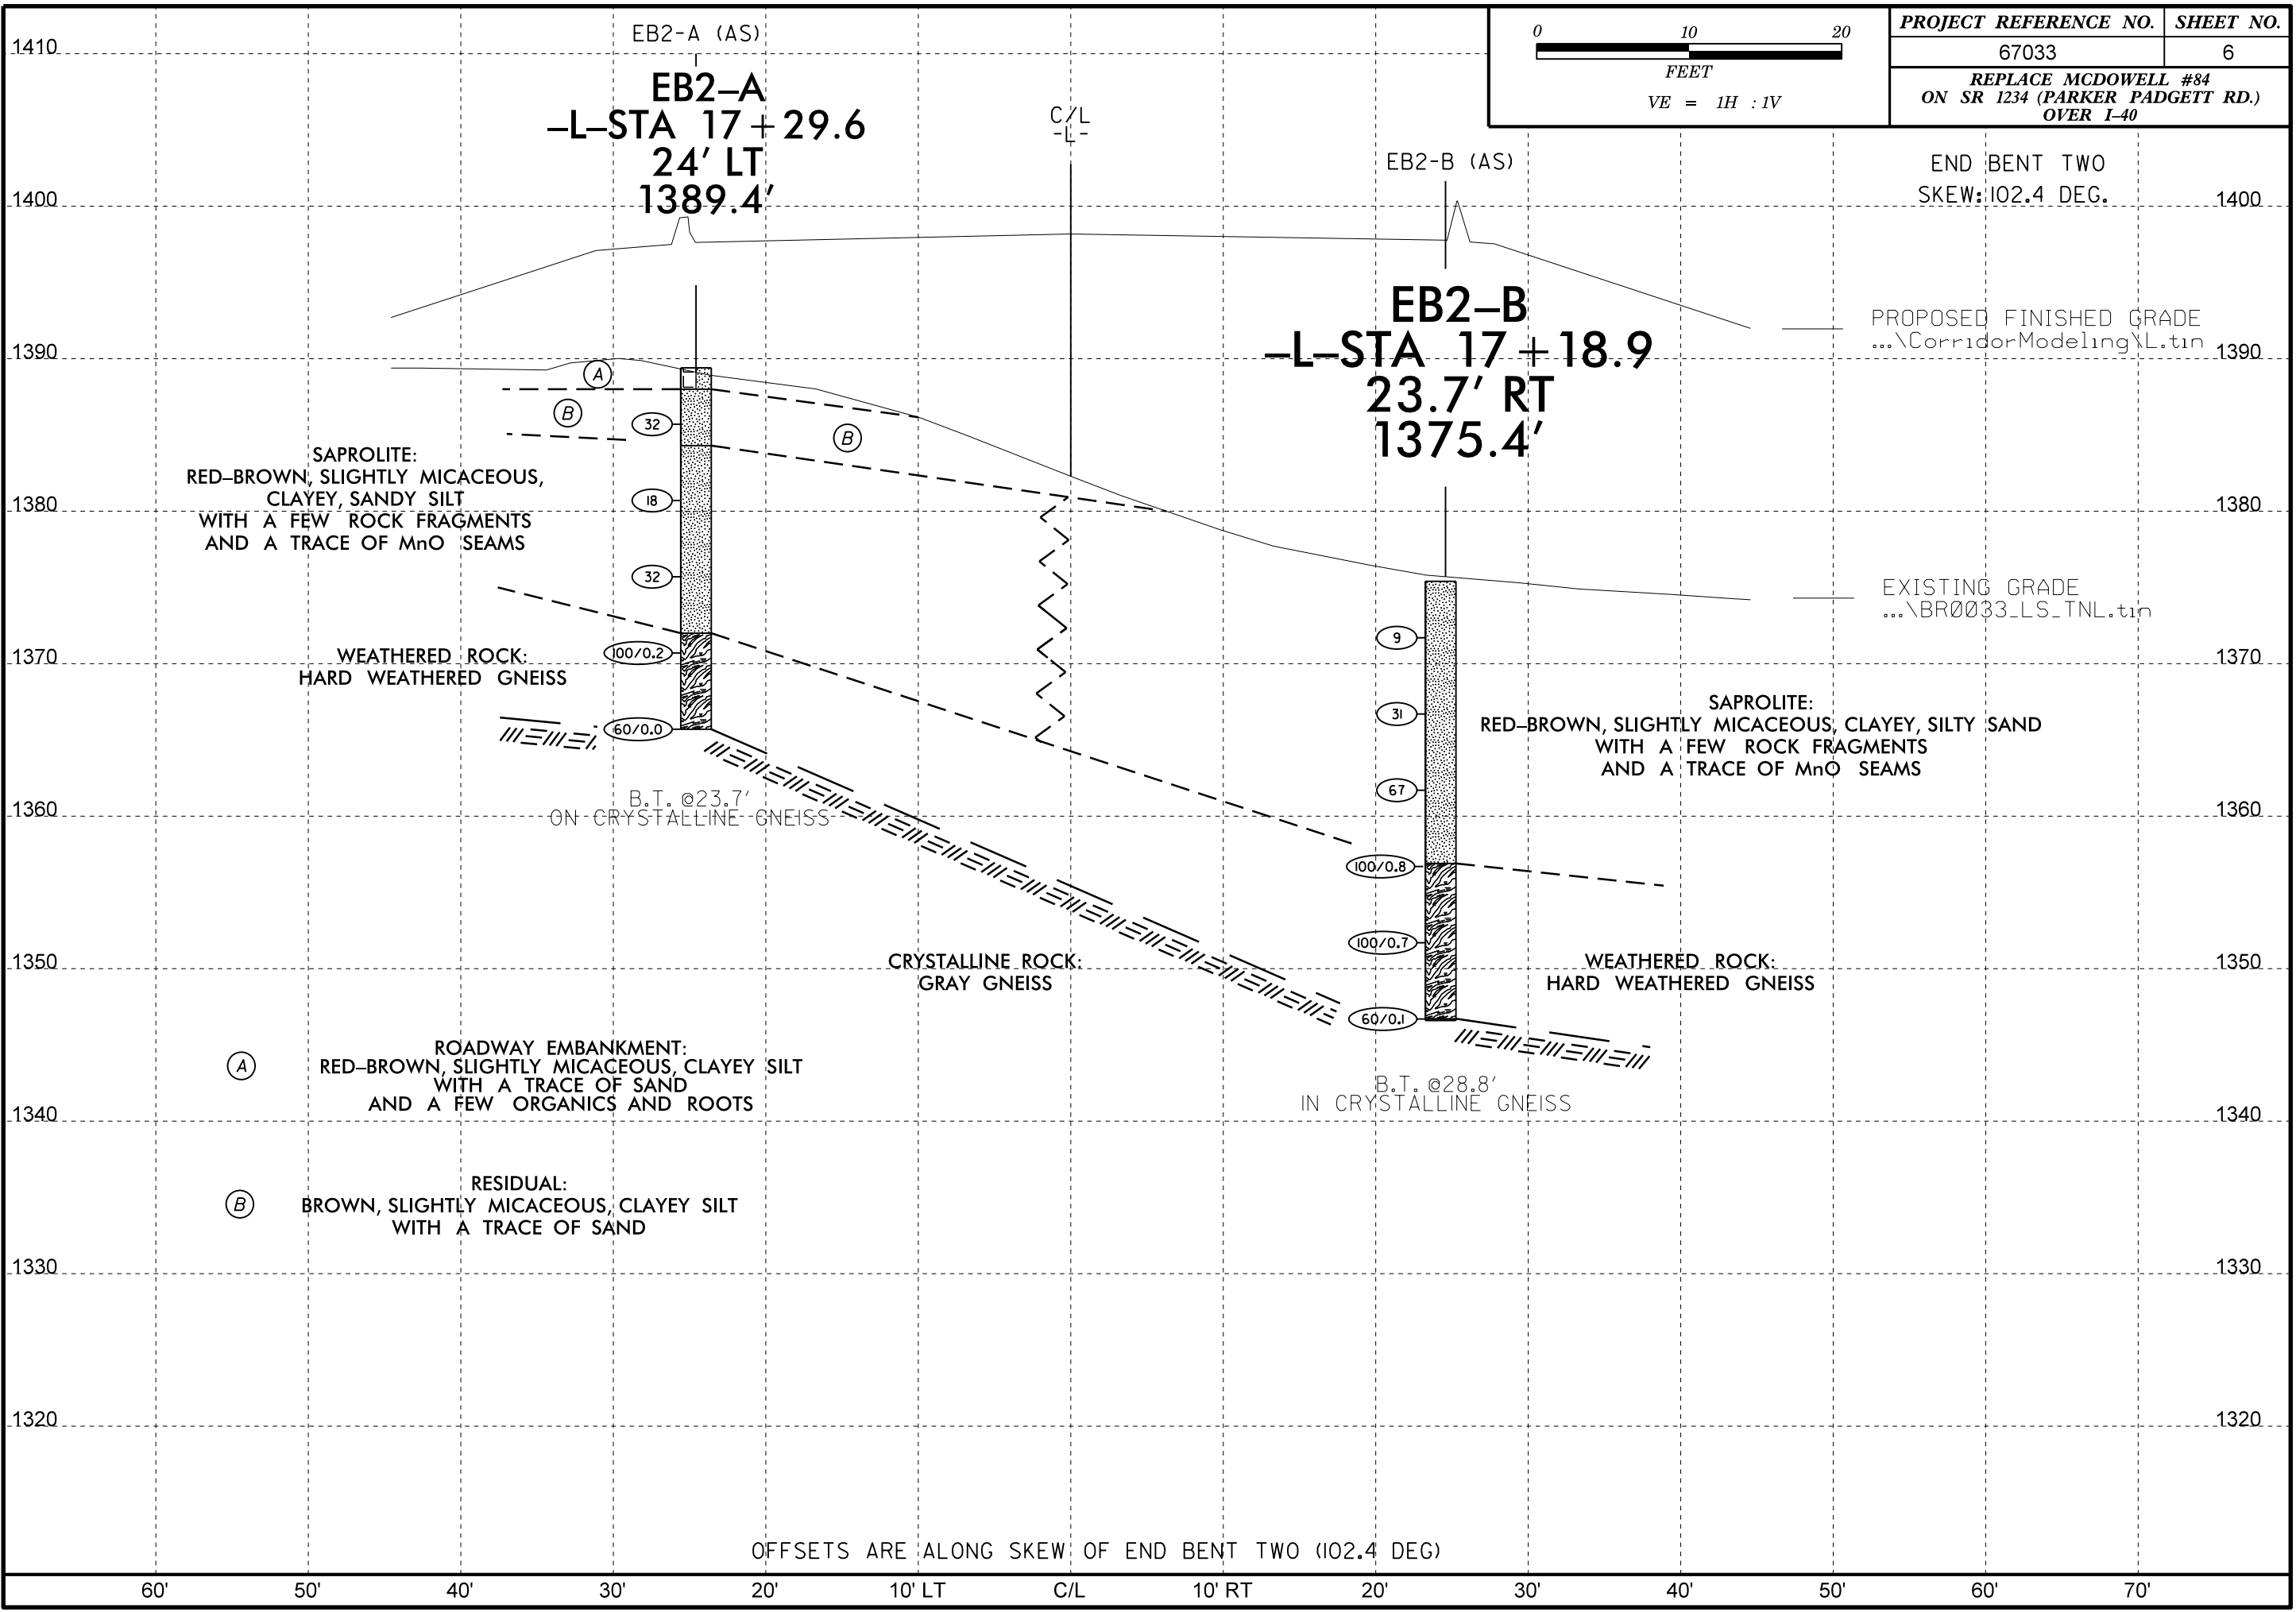 PROJECT REFERENCE NO. SHEET NO.
67033 6
REPLACE MCDOWELL #84
ON SR 1234 (PARKER PADGETT RD.)
OVER I-40
0 10 20
FEET
VE = 1H : 1V
END BENT TWO
SKEW: 102.4 DEG.
EB2-A (AS)
EB2-A
-L-STA 17+29.6
24' LT
1389.4'
C/L
-L-
EB2-B (AS)
EB2-B
-L-STA 17+18.9
23.7' RT
1375.4'
1410
1400 1400
1390 1390
1380 1380
1370 1370
1360 1360
1350 1350
1340 1340
1330 1330
1320 1320
PROPOSED FINISHED GRADE
...\CorridorModeling\L.tin
EXISTING GRADE
...\BR0033_LS_TNL.tin
A
B
B
L
32
18
32
100/0.2
60/0.0
SAPROLITE:
RED-BROWN, SLIGHTLY MICACEOUS,
CLAYEY, SANDY SILT
WITH A FEW ROCK FRAGMENTS
AND A TRACE OF MnO SEAMS
WEATHERED ROCK:
HARD WEATHERED GNEISS
B.T. @23.7'
ON CRYSTALLINE GNEISS
9
31
67
100/0.8
100/0.7
60/0.1
SAPROLITE:
RED-BROWN, SLIGHTLY MICACEOUS, CLAYEY, SILTY SAND
WITH A FEW ROCK FRAGMENTS
AND A TRACE OF MnO SEAMS
CRYSTALLINE ROCK:
GRAY GNEISS
WEATHERED ROCK:
HARD WEATHERED GNEISS
B.T. @28.8'
IN CRYSTALLINE GNEISS
A
ROADWAY EMBANKMENT:
RED-BROWN, SLIGHTLY MICACEOUS, CLAYEY SILT
WITH A TRACE OF SAND
AND A FEW ORGANICS AND ROOTS
B
RESIDUAL:
BROWN, SLIGHTLY MICACEOUS, CLAYEY SILT
WITH A TRACE OF SAND
OFFSETS ARE ALONG SKEW OF END BENT TWO (102.4 DEG)
60' 50' 40' 30' 20' 10' LT C/L 10' RT 20' 30' 40' 50' 60' 70'